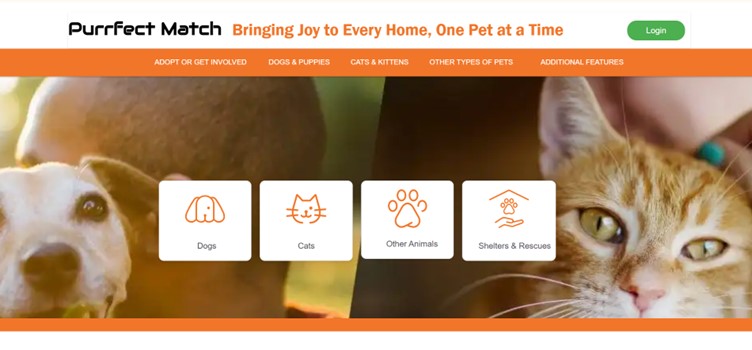 Purrfect Match Bringing Joy to Every Home, One Pet at a Time Login
ADOPT OR GET INVOLVED DOGS & PUPPIES CATS & KITTENS OTHER TYPES OF PETS ADDITIONAL FEATURES
Dogs Cats Other Animals Shelters & Rescues